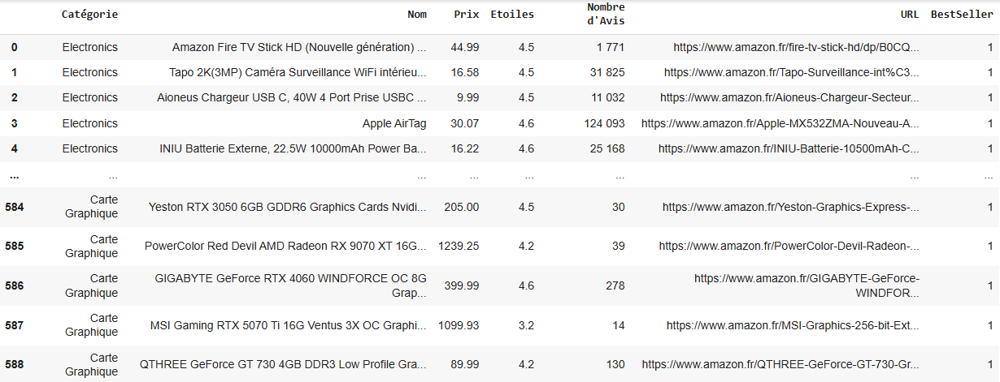 Catégorie Nom Prix Etoiles Nombre d'Avis URL BestSeller
0 Electronics Amazon Fire TV Stick HD (Nouvelle génération) ... 44.99 4.5 1 771 https://www.amazon.fr/fire-tv-stick-hd/dp/B0CQ... 1
1 Electronics Tapo 2K(3MP) Caméra Surveillance WiFi intérieu... 16.58 4.5 31 825 https://www.amazon.fr/Tapo-Surveillance-int%C3... 1
2 Electronics Aioneus Chargeur USB C, 40W 4 Port Prise USBC ... 9.99 4.5 11 032 https://www.amazon.fr/Aioneus-Chargeur-Secteur... 1
3 Electronics Apple AirTag 30.07 4.6 124 093 https://www.amazon.fr/Apple-MX532ZMA-Nouveau-A... 1
4 Electronics INIU Batterie Externe, 22.5W 10000mAh Power Ba... 16.22 4.6 25 168 https://www.amazon.fr/INIU-Batterie-10500mAh-C... 1
... ... ... ... ... ... ... ...
584 Carte Graphique Yeston RTX 3050 6GB GDDR6 Graphics Cards Nvidi... 205.00 4.5 30 https://www.amazon.fr/Yeston-Graphics-Express-... 1
585 Carte Graphique PowerColor Red Devil AMD Radeon RX 9070 XT 16G... 1239.25 4.2 39 https://www.amazon.fr/PowerColor-Devil-Radeon-... 1
586 Carte Graphique GIGABYTE GeForce RTX 4060 WINDFORCE OC 8G Grap... 399.99 4.6 278 https://www.amazon.fr/GIGABYTE-GeForce-WINDFOR... 1
587 Carte Graphique MSI Gaming RTX 5070 Ti 16G Ventus 3X OC Graphi... 1099.93 3.2 14 https://www.amazon.fr/MSI-Graphics-256-bit-Ext... 1
588 Carte Graphique QTHREE GeForce GT 730 4GB DDR3 Low Profile Gra... 89.99 4.2 130 https://www.amazon.fr/QTHREE-GeForce-GT-730-Gr... 1